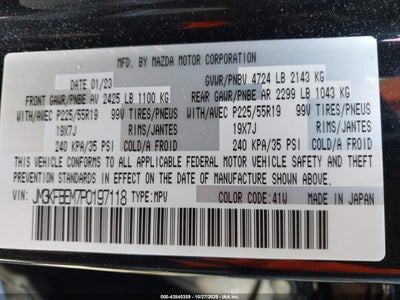 MFD. BY MAZDA MOTOR CORPORATION
DATE 01/23 GVWR/PNBV 4724 LB 2143 KG
FRONT GAWR/PNBE AV 2425 LB 1100 KG REAR GAWR/PNBE AR 2299 LB 1043 KG
WITH/AVEC P225/55R19 99V TIRES/PNEUS WITH/AVEC P225/55R19 99V TIRES/PNEUS
19X7J RIMS/JANTES 19X7J RIMS/JANTES
240 KPA/35 PSI COLD/A FROID 240 KPA/35 PSI COLD/A FROID
THIS VEHICLE CONFORMS TO ALL APPLICABLE FEDERAL MOTOR VEHICLE SAFETY, BUMPER, AND THEFT
PREVENTION STANDARDS IN EFFECT ON THE DATE OF MANUFACTURE SHOWN ABOVE.
VIN: JM3KFBEM7P0197118 TYPE:MPV
COLOR CODE: 41W MADE IN JAPAN
000-43540359 - 10/27/2025 - IAAI.COM